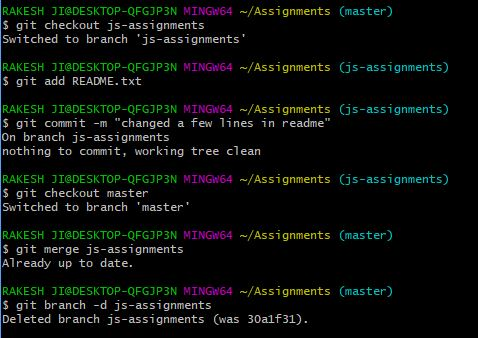 RAKESH JI@DESKTOP-QFGJP3N MINGW64 ~/Assignments (master)
$ git checkout js-assignments
Switched to branch 'js-assignments'
RAKESH JI@DESKTOP-QFGJP3N MINGW64 ~/Assignments (js-assignments)
$ git add README.txt
RAKESH JI@DESKTOP-QFGJP3N MINGW64 ~/Assignments (js-assignments)
$ git commit -m "changed a few lines in readme"
On branch js-assignments
nothing to commit, working tree clean
RAKESH JI@DESKTOP-QFGJP3N MINGW64 ~/Assignments (js-assignments)
$ git checkout master
Switched to branch 'master'
RAKESH JI@DESKTOP-QFGJP3N MINGW64 ~/Assignments (master)
$ git merge js-assignments
Already up to date.
RAKESH JI@DESKTOP-QFGJP3N MINGW64 ~/Assignments (master)
$ git branch -d js-assignments
Deleted branch js-assignments (was 30a1f31).